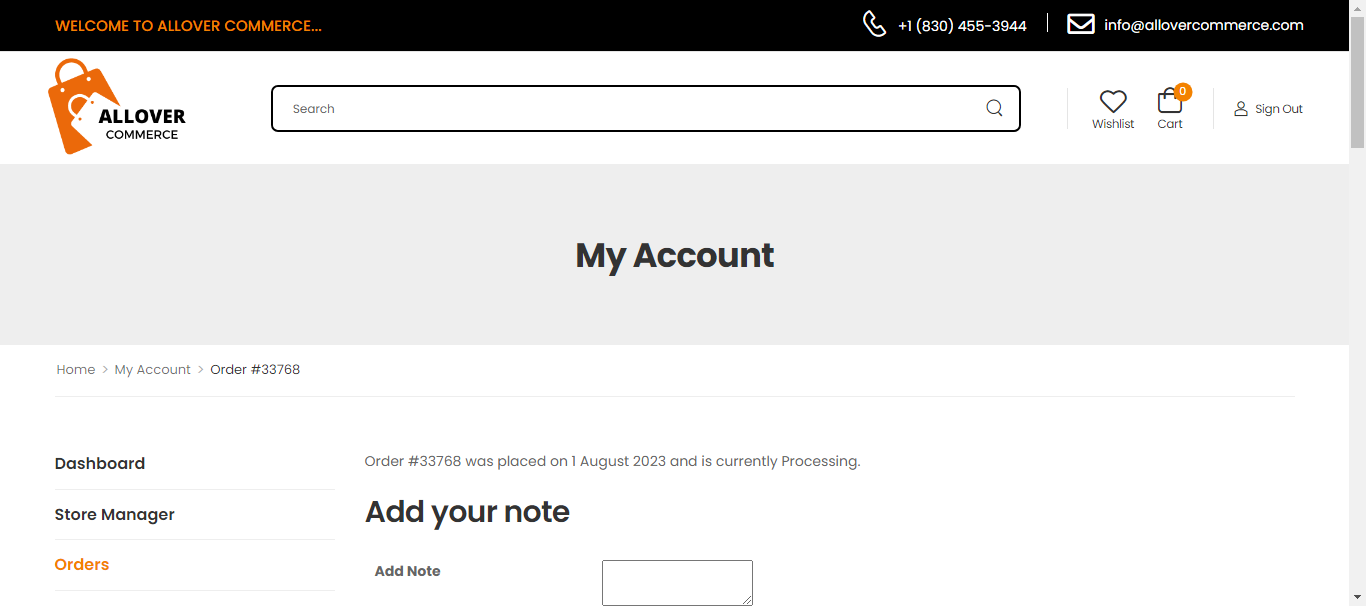 WELCOME TO ALLOVER COMMERCE...
+1 (830) 455-3944
info@allovercommerce.com
ALLOVER
COMMERCE
Search
0
Wishlist
Cart
Sign Out
My Account
Home > My Account > Order #33768
Dashboard
Store Manager
Orders
Order #33768 was placed on 1 August 2023 and is currently Processing.
Add your note
Add Note